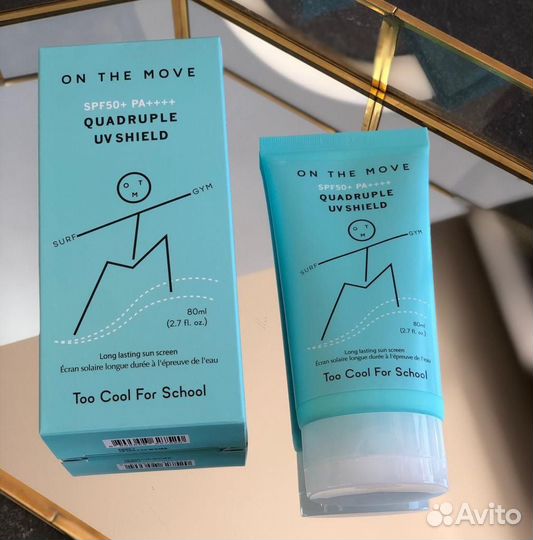 ON THE MOVE
SPF50+ PA++++
QUADRUPLE
UV SHIELD
O T
M
SURF
GYM
80ml
(2.7 fl. oz.)
Long lasting sun screen
Écran solaire longue durée à l'épreuve de l'eau
Too Cool For School
ON THE MOVE
SPF50+ PA++++
QUADRUPLE
UV SHIELD
O T
M
SURF
GYM
80ml
(2.7 fl. oz.)
Long lasting sun screen
Écran solaire longue durée à l'épreuve de l'eau
Too Cool For School
Avito